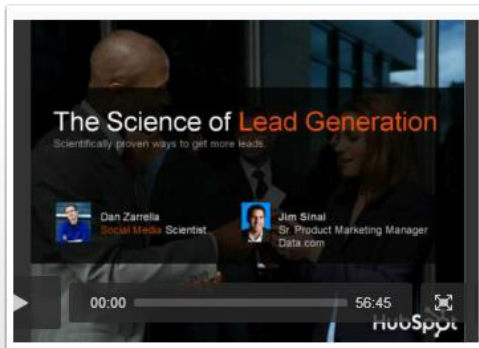 The Science of Lead Generation
Scientifically proven ways to get more leads.
Dan Zarrella
Social Media Scientist
Jim Sinai
Sr. Product Marketing Manager
Data.com
00:00
56:45
HubSpot